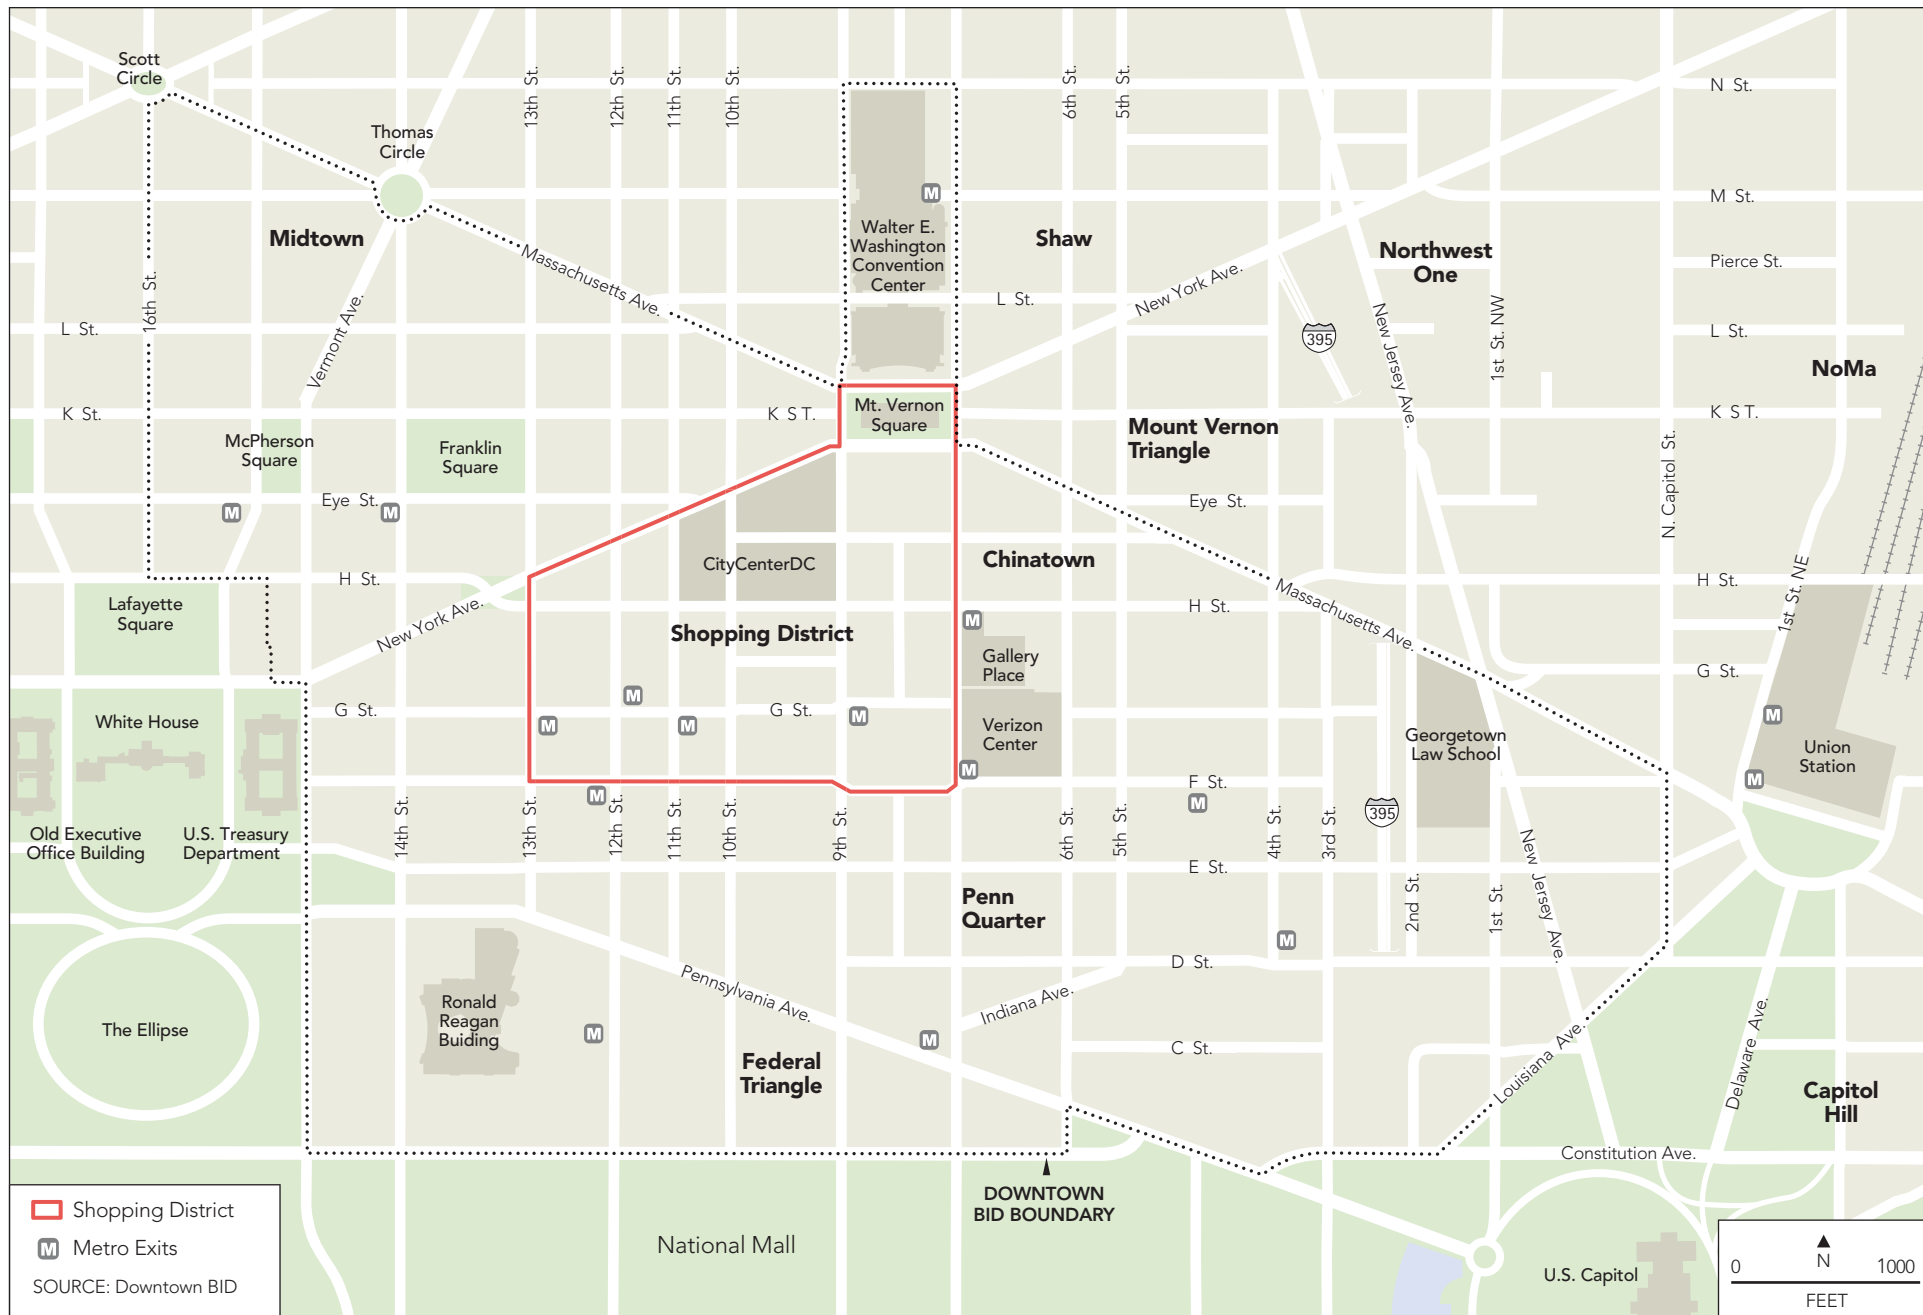 Scott
Circle
Thomas
Circle
13th St.
12th St.
11th St.
10th St.
6th St.
5th St.
N St.
M
M St.
Midtown
Walter E.
Washington
Convention
Center
Shaw
Northwest
One
Pierce St.
Massachusetts Ave.
New York Ave.
16th St.
Vermont Ave.
L St.
L St.
395
New Jersey Ave.
1st St. NW
L St.
NoMa
K St.
K ST.
Mt. Vernon
Square
Mount Vernon
Triangle
K ST.
N. Capitol St.
McPherson
Square
Franklin
Square
Eye St.
Eye St.
M
M
CityCenterDC
Chinatown
H St.
H St.
H St.
Massachusetts Ave.
1st St. NE
Lafayette
Square
New York Ave.
Shopping District
M
Gallery
Place
G St.
M
G St.
G St.
M
M
M
White House
Verizon
Center
Georgetown
Law School
M
Union
Station
M
M
F St.
M
M
395
Old Executive
Office Building
U.S. Treasury
Department
14th St.
13th St.
12th St.
11th St.
10th St.
9th St.
6th St.
5th St.
4th St.
3rd St.
2nd St.
1st St.
New Jersey Ave.
E St.
Penn
Quarter
M
D St.
Pennsylvania Ave.
Indiana Ave.
Ronald
Reagan
Buiding
The Ellipse
M
M
C St.
Louisiana Ave.
Delaware Ave.
Federal
Triangle
Capitol
Hill
Constitution Ave.
DOWNTOWN
BID BOUNDARY
National Mall
U.S. Capitol
Shopping District
M Metro Exits
SOURCE: Downtown BID
N
0 1000
FEET